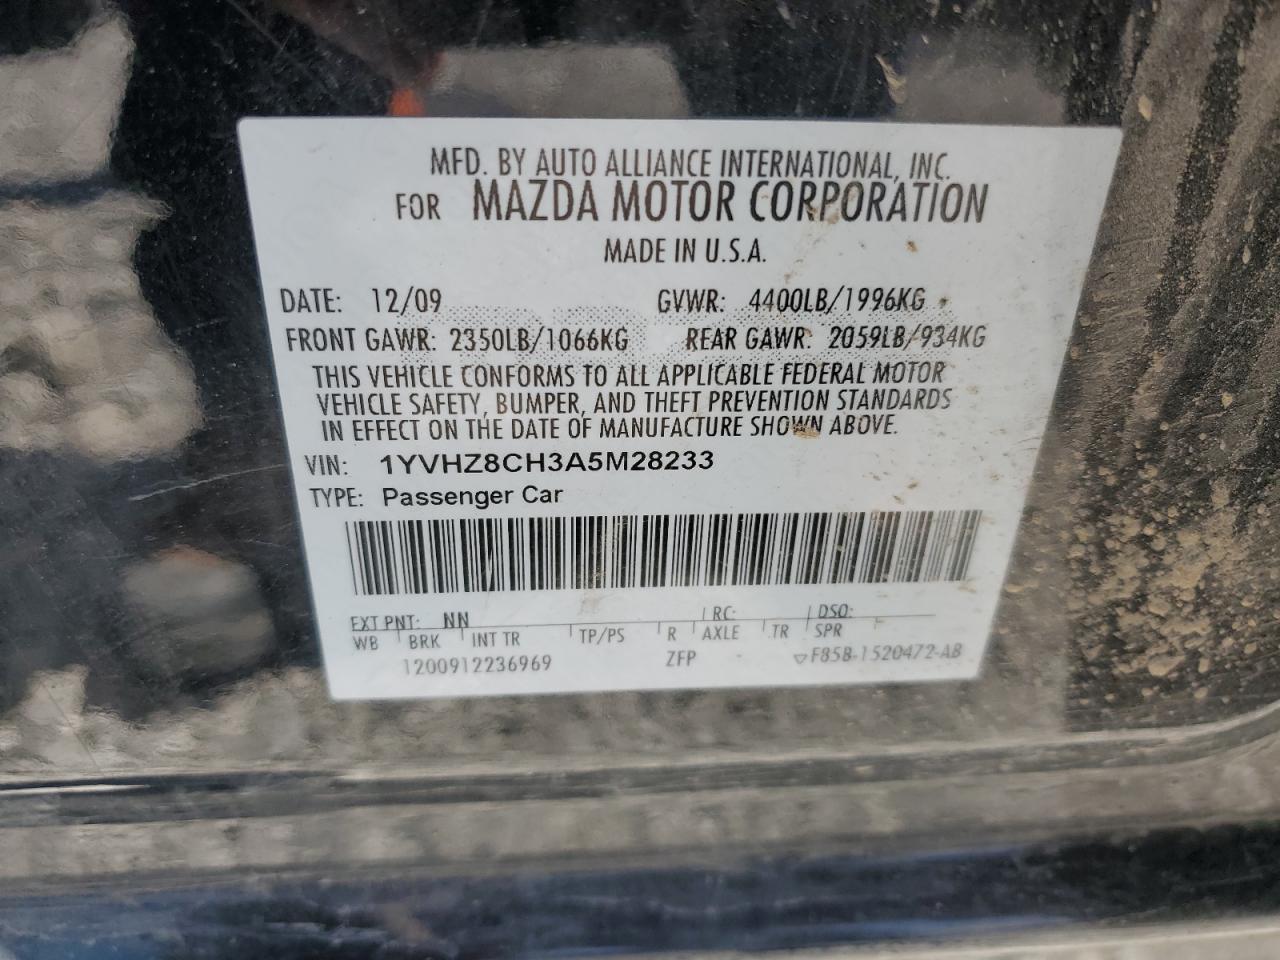 MFD. BY AUTO ALLIANCE INTERNATIONAL, INC.
FOR MAZDA MOTOR CORPORATION
MADE IN U.S.A.
DATE: 12/09 GVWR: 4400LB/1996KG
FRONT GAWR: 2350LB/1066KG REAR GAWR: 2059LB/934KG
THIS VEHICLE CONFORMS TO ALL APPLICABLE FEDERAL MOTOR
VEHICLE SAFETY, BUMPER, AND THEFT PREVENTION STANDARDS
IN EFFECT ON THE DATE OF MANUFACTURE SHOWN ABOVE.
VIN: 1YVHZ8CH3A5M28233
TYPE: Passenger Car
EXT PNT: NN RC: DSO:
WB BRK INT TR TP/PS R AXLE TR SPR
1200912236969 ZFP F85B-1520472-AB